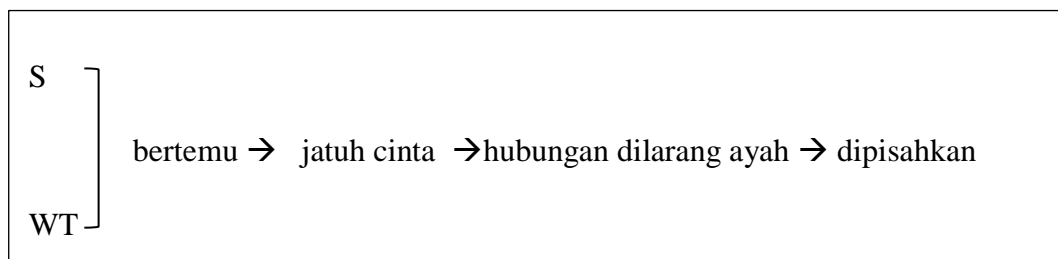 S
bertemu → jatuh cinta →hubungan dilarang ayah → dipisahkan
WT